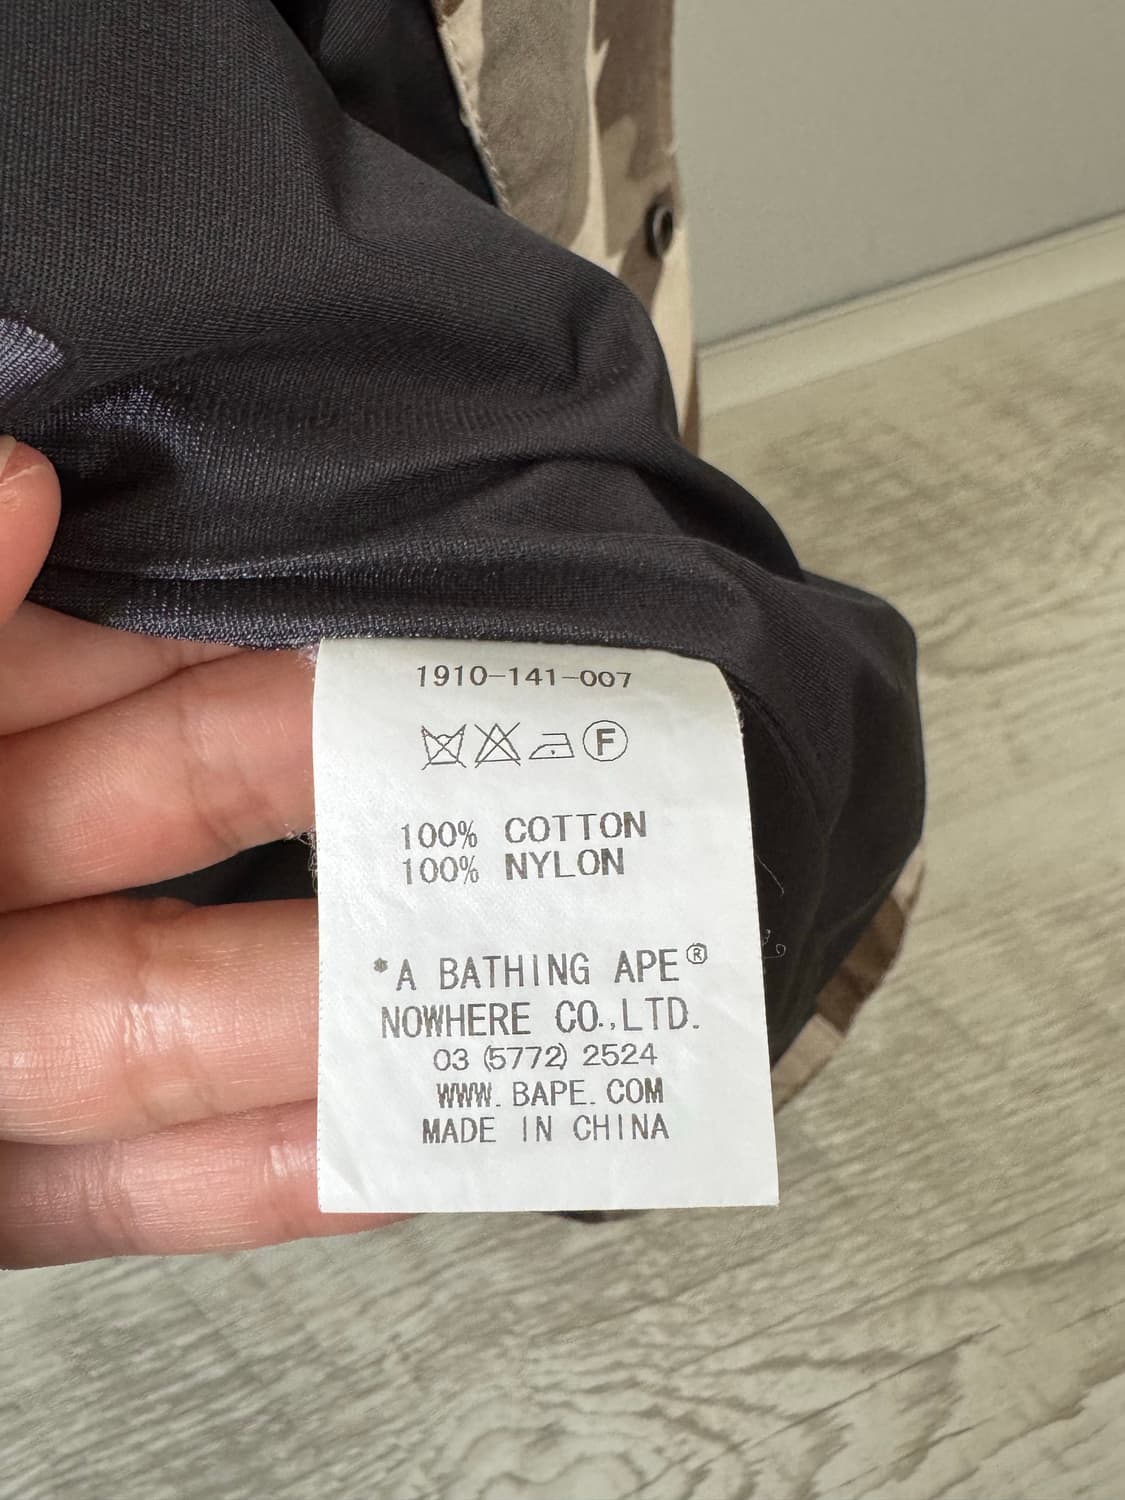 1910-141-007
F
100% COTTON
100% NYLON
*A BATHING APE®
NOWHERE CO.,LTD.
03 (5772) 2524
WWW. BAPE. COM
MADE IN CHINA